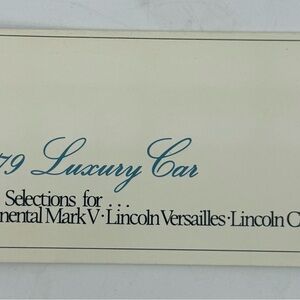 79 Luxury Car
Selections for...
nental Mark V · Lincoln Versailles · Lincoln C